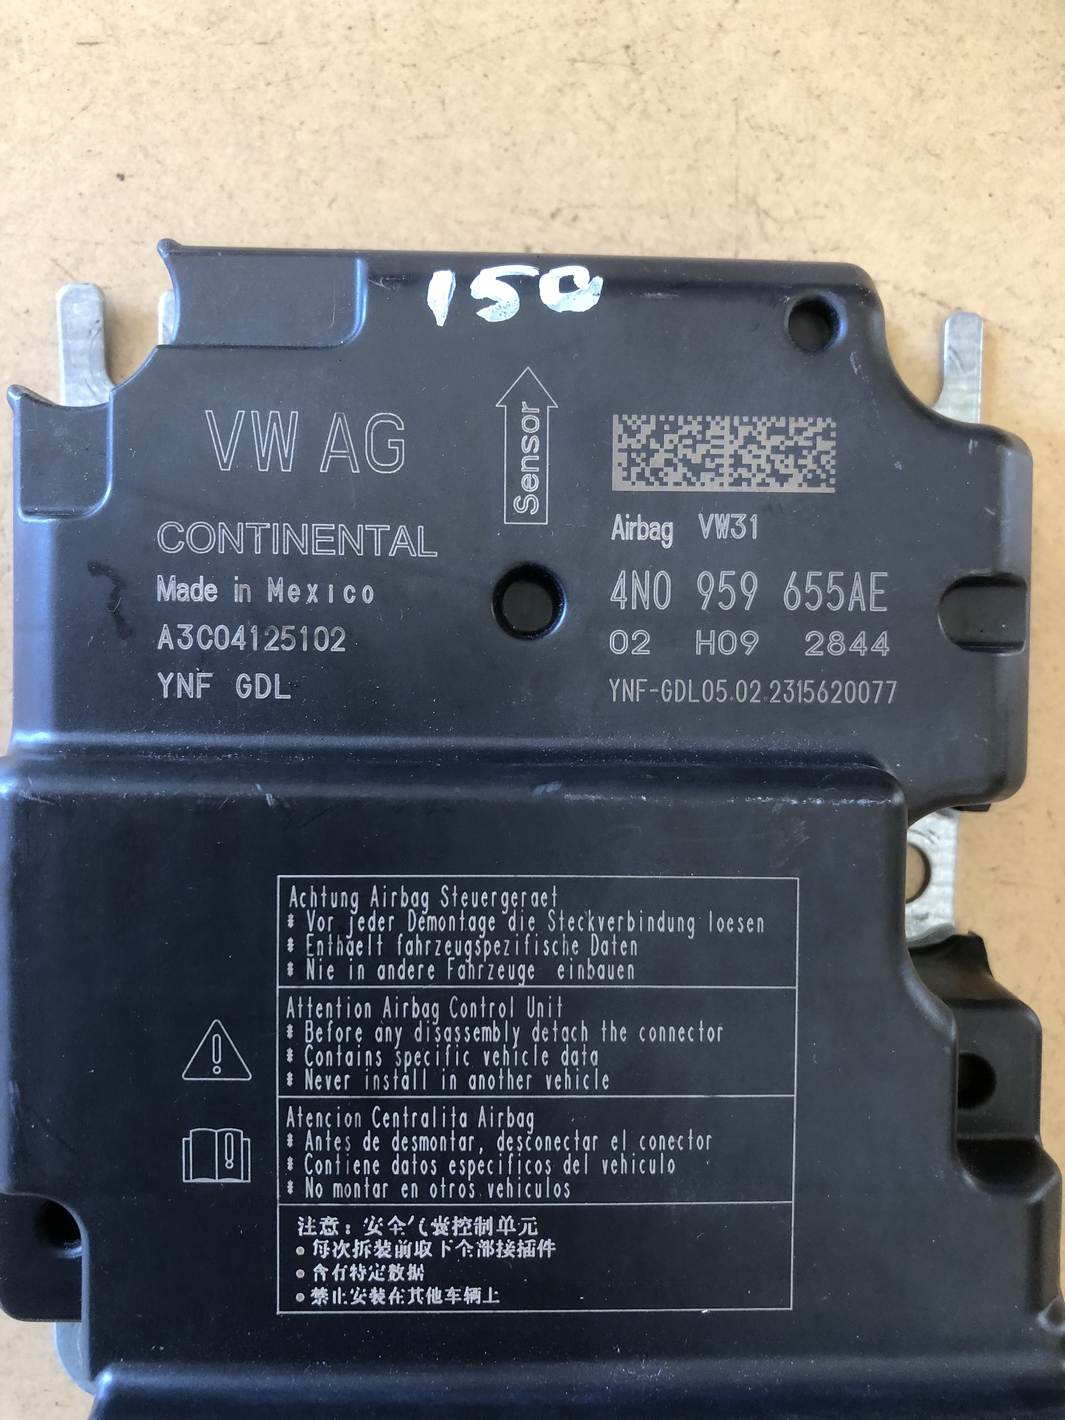 150
VW AG
Sensor
CONTINENTAL
Made in Mexico
A3C04125102
YNF GDL
Airbag VW31
4N0 959 655AE
02 H09 2844
YNF-GDL05.02.2315620077
Achtung Airbag Steuergeraet
* Vor jeder Demontage die Steckverbindung loesen
* Enthaelt fahrzeugspezifische Daten
* Nie in andere Fahrzeuge einbauen
Attention Airbag Control Unit
* Before any disassembly detach the connector
* Contains specific vehicle data
* Never install in another vehicle
Atencion Centralita Airbag
* Antes de desmontar, desconectar el conector
* Contiene datos especificos del vehiculo
* No montar en otros vehiculos
注意：安全气囊控制单元
• 每次拆装前取下全部接插件
• 含有特定数据
• 禁止安装在其他车辆上